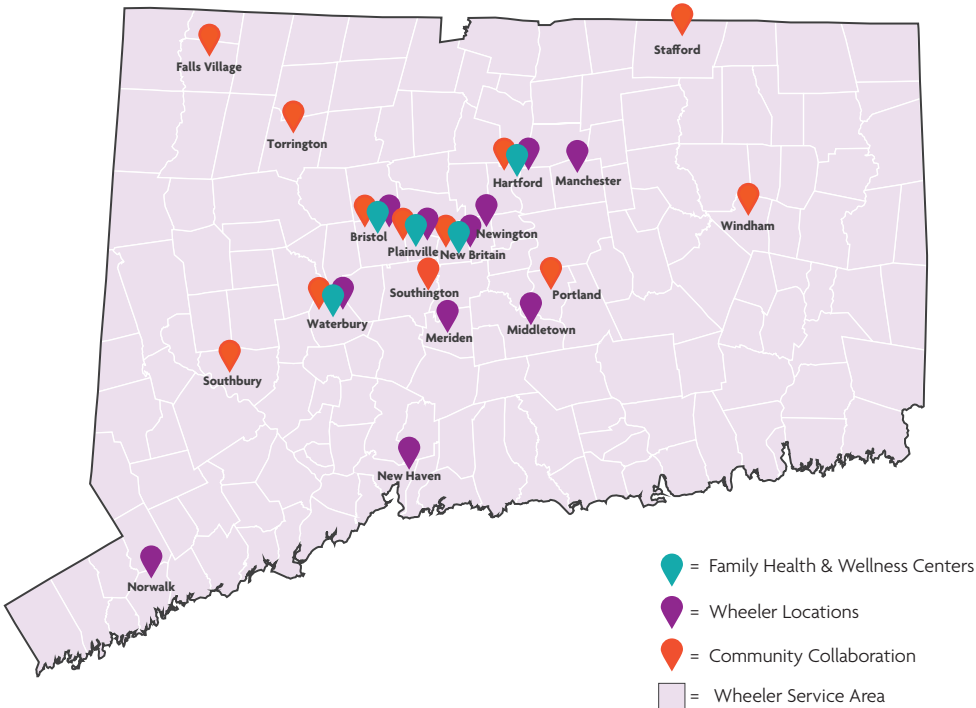 Stafford
Falls Village
Torrington
Hartford
Manchester
Windham
Bristol
Newington
Plainville
New Britain
Southington
Portland
Waterbury
Middletown
Meriden
Southbury
New Haven
Norwalk
= Family Health & Wellness Centers
= Wheeler Locations
= Community Collaboration
= Wheeler Service Area